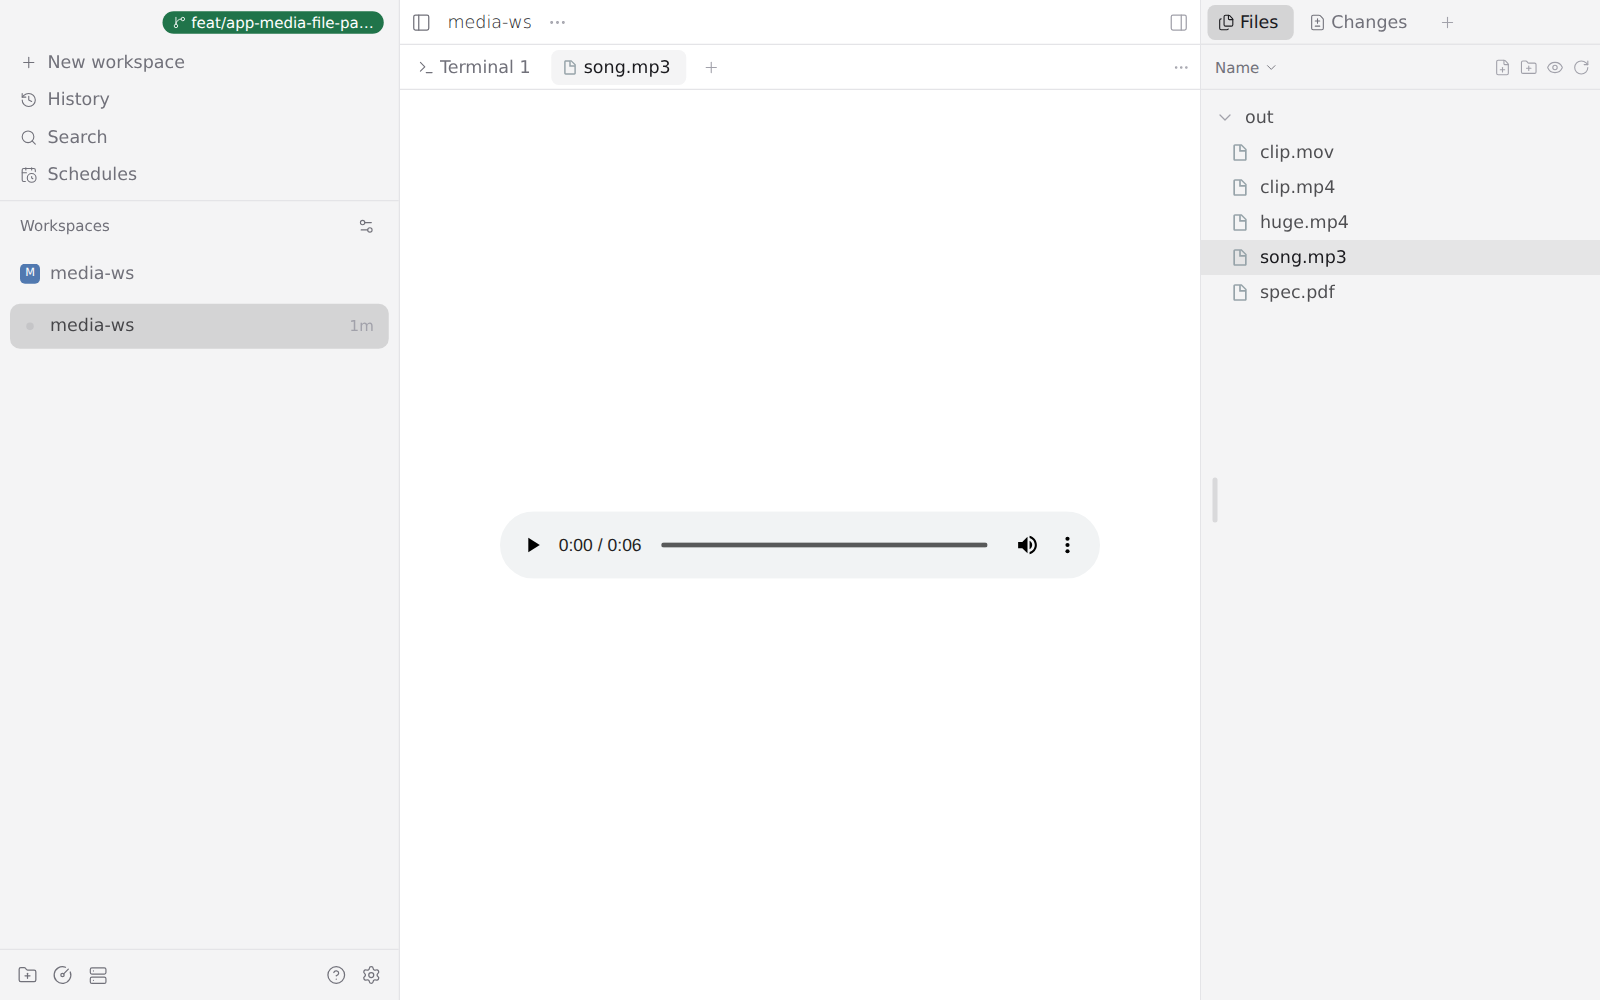 feat/app-media-file-pa...
New workspace
History
Search
Schedules
Workspaces
M media-ws
media-ws 1m
media-ws
Terminal 1 song.mp3
0:00 / 0:06
Files Changes
Name
out
clip.mov
clip.mp4
huge.mp4
song.mp3
spec.pdf